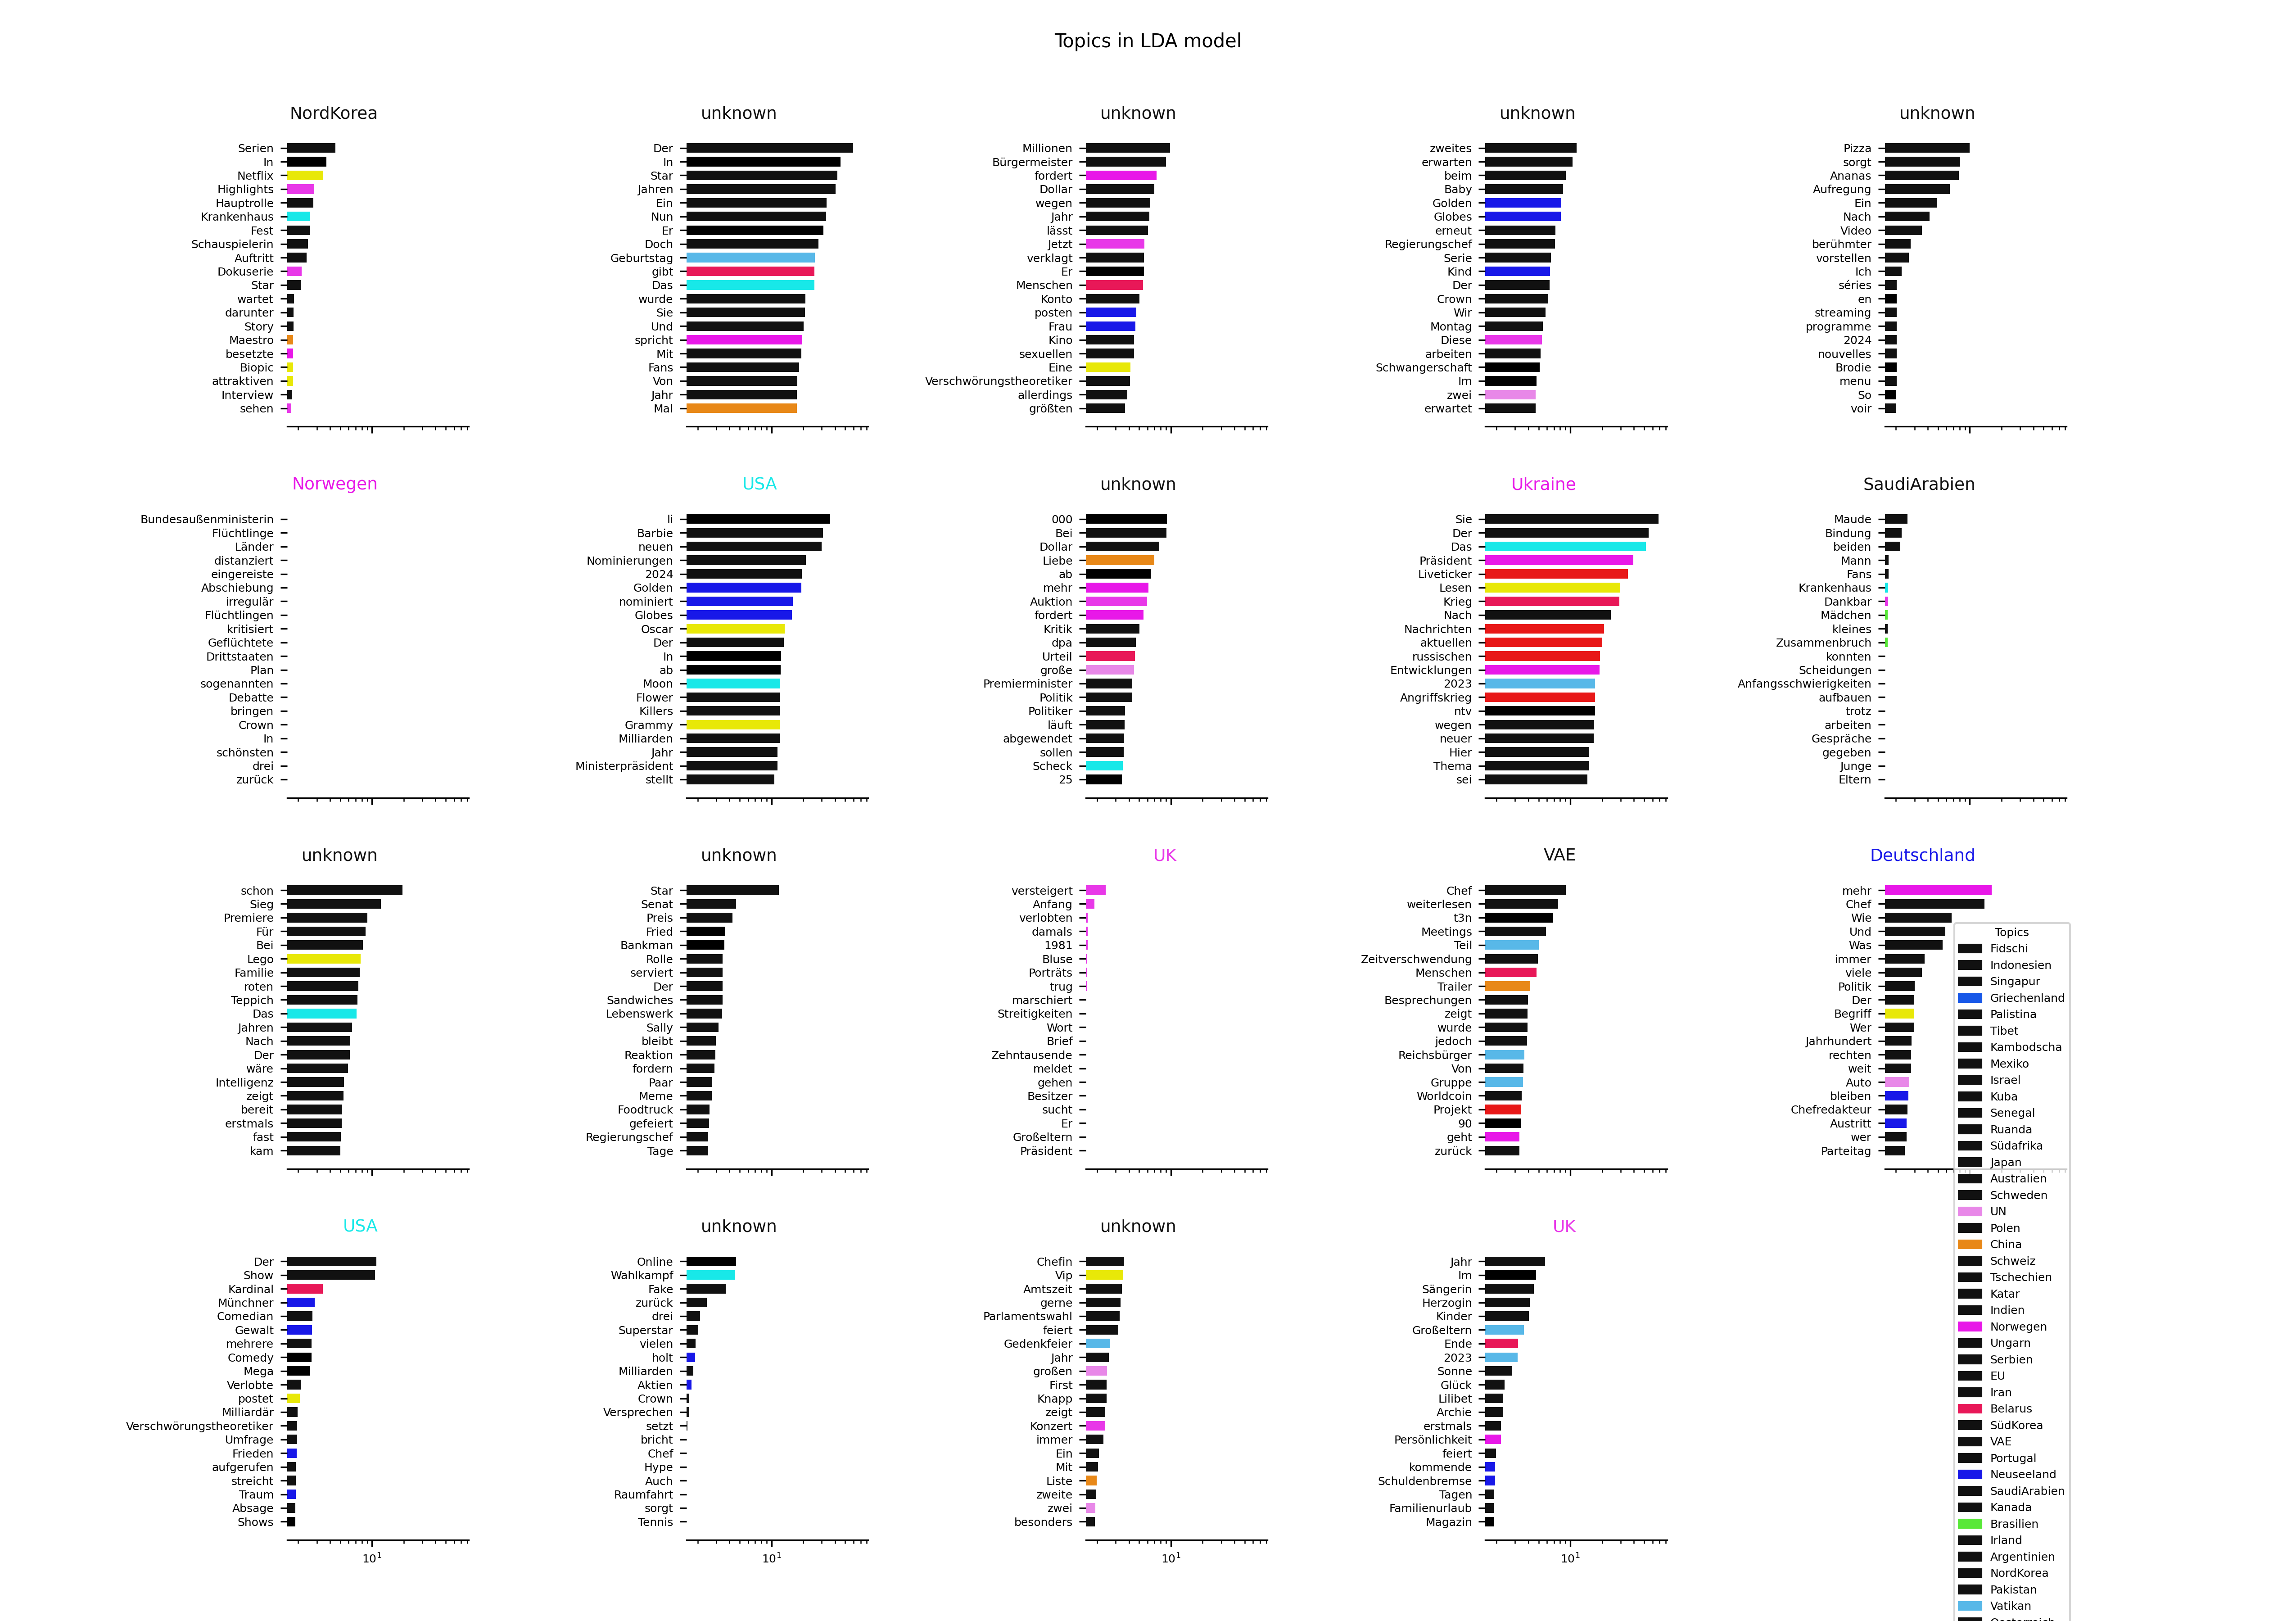 Topics in LDA model
NordKorea
Serien
In
Netflix
Highlights
Hauptrolle
Krankenhaus
Fest
Schauspielerin
Auftritt
Dokuserie
Star
wartet
darunter
Story
Maestro
besetzte
Biopic
attraktiven
Interview
sehen
unknown
Der
In
Star
Jahren
Ein
Nun
Er
Doch
Geburtstag
gibt
Das
wurde
Sie
Und
spricht
Mit
Fans
Von
Jahr
Mal
unknown
Millionen
Bürgermeister
fordert
Dollar
wegen
Jahr
lässt
Jetzt
verklagt
Er
Menschen
Konto
posten
Frau
Kino
sexuellen
Eine
Verschwörungstheoretiker
allerdings
größten
unknown
zweites
erwarten
beim
Baby
Golden
Globes
erneut
Regierungschef
Serie
Kind
Der
Crown
Wir
Montag
Diese
arbeiten
Schwangerschaft
Im
zwei
erwartet
unknown
Pizza
sorgt
Ananas
Aufregung
Ein
Nach
Video
berühmter
vorstellen
Ich
séries
en
streaming
programme
2024
nouvelles
Brodie
menu
So
voir
Norwegen
Bundesaußenministerin
Flüchtlinge
Länder
distanziert
eingereiste
Abschiebung
irregulär
Flüchtlingen
kritisiert
Geflüchtete
Drittstaaten
Plan
sogenannten
Debatte
bringen
Crown
In
schönsten
drei
zurück
USA
li
Barbie
neuen
Nominierungen
2024
Golden
nominiert
Globes
Oscar
Der
In
ab
Moon
Flower
Killers
Grammy
Milliarden
Jahr
Ministerpräsident
stellt
unknown
000
Bei
Dollar
Liebe
ab
mehr
Auktion
fordert
Kritik
dpa
Urteil
große
Premierminister
Politik
Politiker
läuft
abgewendet
sollen
Scheck
25
Ukraine
Sie
Der
Das
Präsident
Liveticker
Lesen
Krieg
Nach
Nachrichten
aktuellen
russischen
Entwicklungen
2023
Angriffskrieg
ntv
wegen
neuer
Hier
Thema
sei
SaudiArabien
Maude
Bindung
beiden
Mann
Fans
Krankenhaus
Dankbar
Mädchen
kleines
Zusammenbruch
konnten
Scheidungen
Anfangsschwierigkeiten
aufbauen
trotz
arbeiten
Gespräche
gegeben
Junge
Eltern
unknown
schon
Sieg
Premiere
Für
Bei
Lego
Familie
roten
Teppich
Das
Jahren
Nach
Der
wäre
Intelligenz
zeigt
bereit
erstmals
fast
kam
unknown
Star
Senat
Preis
Fried
Bankman
Rolle
serviert
Der
Sandwiches
Lebenswerk
Sally
bleibt
Reaktion
fordern
Paar
Meme
Foodtruck
gefeiert
Regierungschef
Tage
UK
versteigert
Anfang
verlobten
damals
1981
Bluse
Porträts
trug
marschiert
Streitigkeiten
Wort
Brief
Zehntausende
meldet
gehen
Besitzer
sucht
Er
Großeltern
Präsident
VAE
Chef
weiterlesen
t3n
Meetings
Teil
Zeitverschwendung
Menschen
Trailer
Besprechungen
zeigt
wurde
jedoch
Reichsbürger
Von
Gruppe
Worldcoin
Projekt
90
geht
zurück
Deutschland
mehr
Chef
Wie
Und
Was
immer
viele
Politik
Der
Begriff
Wer
Jahrhundert
rechten
weit
Auto
bleiben
Chefredakteur
Austritt
wer
Parteitag
USA
Der
Show
Kardinal
Münchner
Comedian
Gewalt
mehrere
Comedy
Mega
Verlobte
postet
Milliardär
Verschwörungstheoretiker
Umfrage
Frieden
aufgerufen
streicht
Traum
Absage
Shows
10¹
unknown
Online
Wahlkampf
Fake
zurück
drei
Superstar
vielen
holt
Milliarden
Aktien
Crown
Versprechen
setzt
bricht
Chef
Hype
Auch
Raumfahrt
sorgt
Tennis
10¹
unknown
Chefin
Vip
Amtszeit
gerne
Parlamentswahl
feiert
Gedenkfeier
Jahr
großen
First
Knapp
zeigt
Konzert
immer
Ein
Mit
Liste
zweite
zwei
besonders
10¹
UK
Jahr
Im
Sängerin
Herzogin
Kinder
Großeltern
Ende
2023
Sonne
Glück
Lilibet
Archie
erstmals
Persönlichkeit
feiert
kommende
Schuldenbremse
Tagen
Familienurlaub
Magazin
10¹
Topics
Fidschi
Indonesien
Singapur
Griechenland
Palistina
Tibet
Kambodscha
Mexiko
Israel
Kuba
Senegal
Ruanda
Südafrika
Japan
Australien
Schweden
UN
Polen
China
Schweiz
Tschechien
Katar
Indien
Norwegen
Ungarn
Serbien
EU
Iran
Belarus
SüdKorea
VAE
Portugal
Neuseeland
SaudiArabien
Kanada
Brasilien
Irland
Argentinien
NordKorea
Pakistan
Vatikan